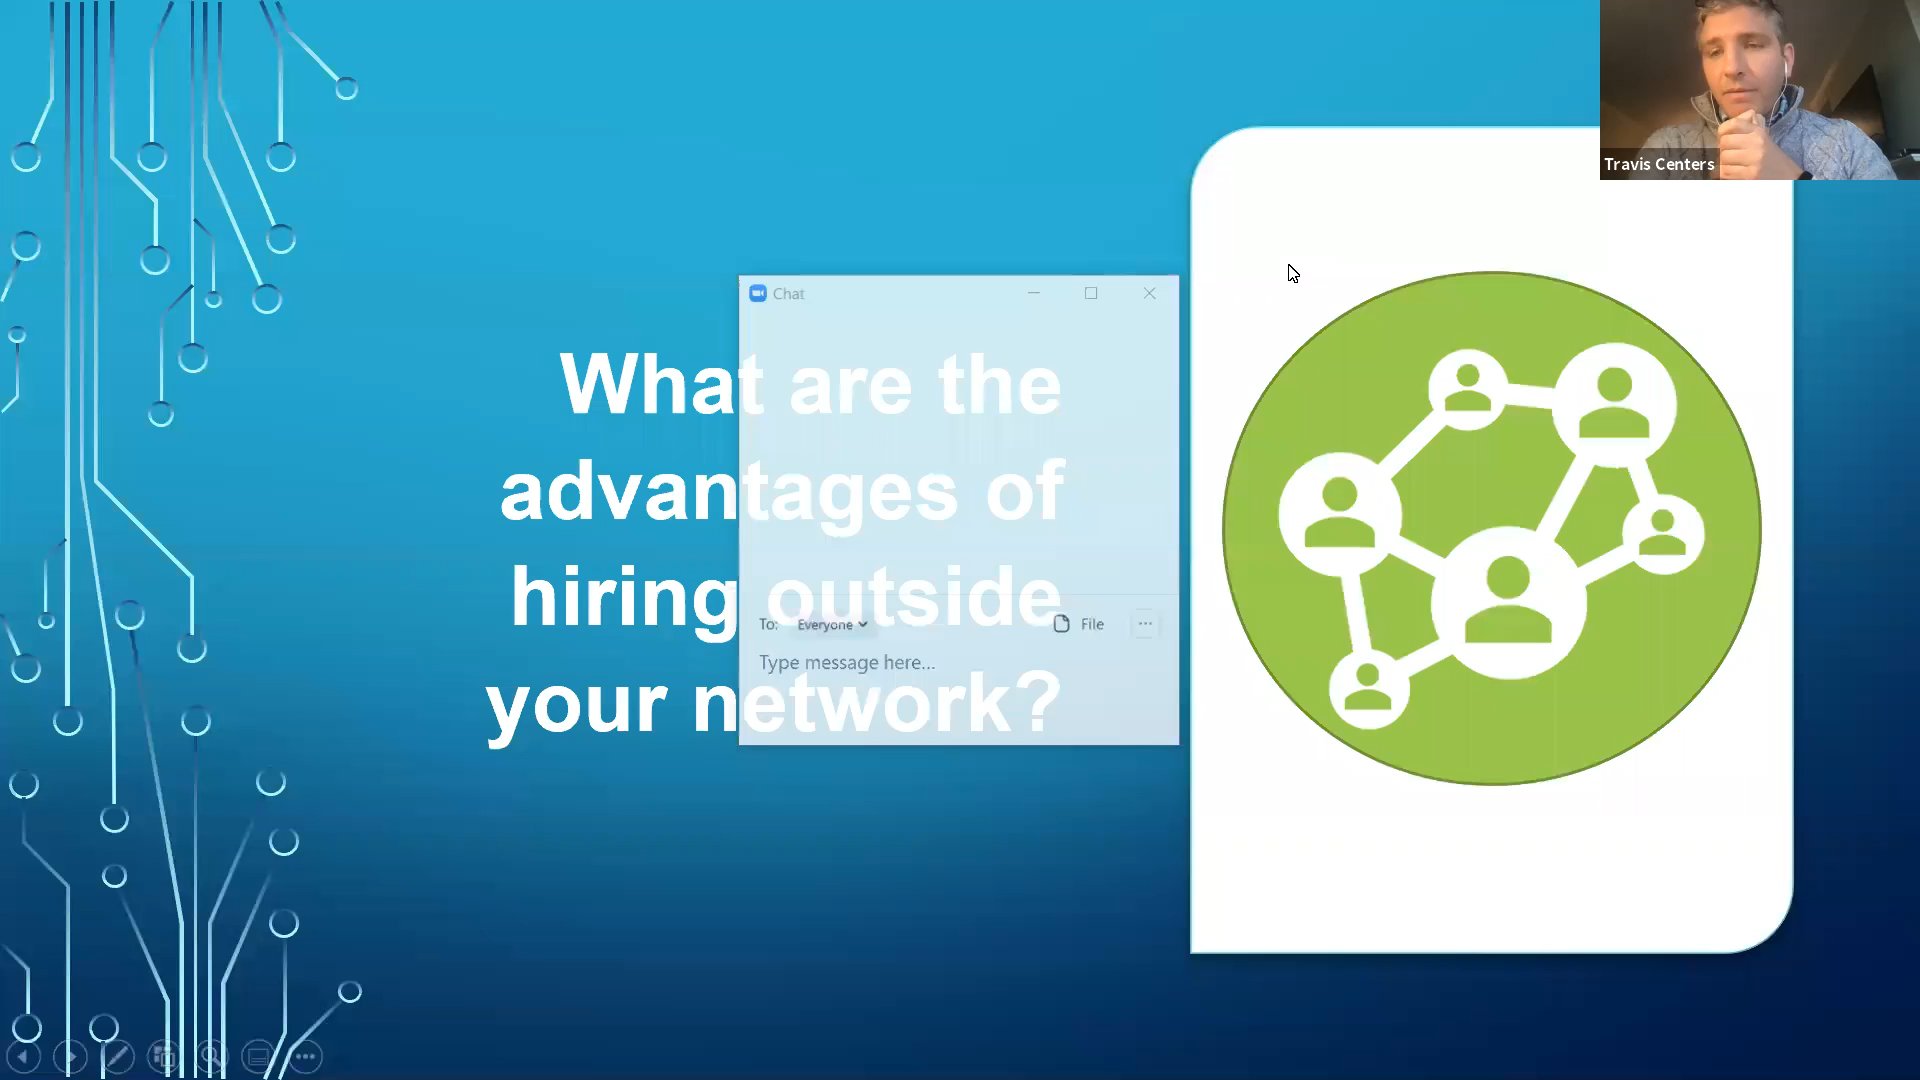 Travis Centers
Chat
What are the
advantages of
hiring outside
your network?
To: Everyone File
Type message here...